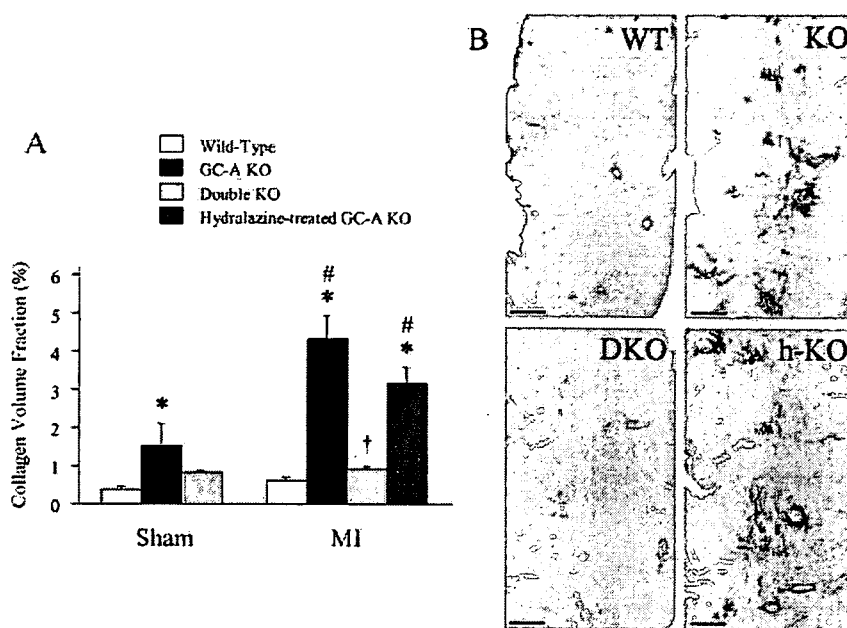 A
Wild-Type
GC-A KO
Double KO
Hydralazine-treated GC-A KO
Collagen Volume Fraction (%)
6
5
4
3
2
1
0
*
#
*
†
#
*
Sham
MI
B
WT
KO
DKO
h-KO